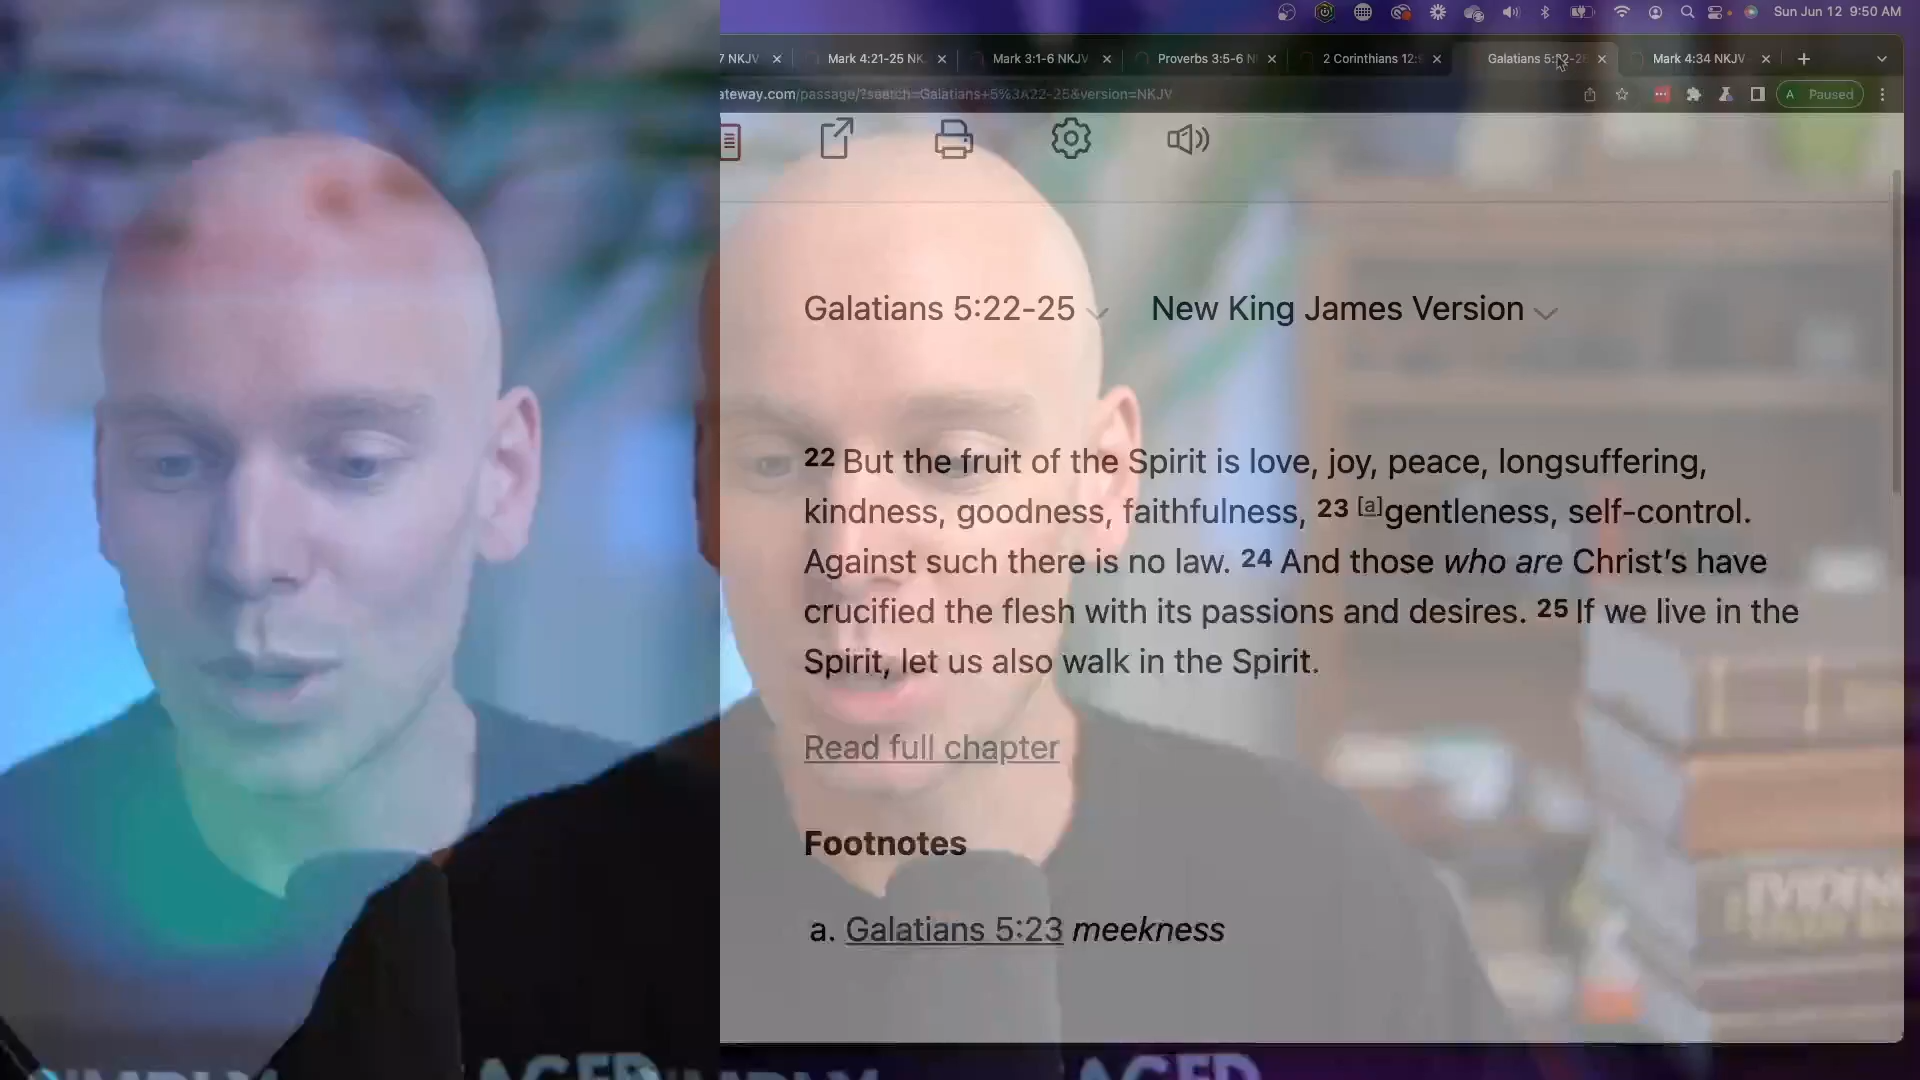 Sun Jun 12 9:50 AM
7 NKJV
Mark 4:21-25 NK
Mark 3:1-6 NKJV
Proverbs 3:5-6 N
2 Corinthians 12:
Galatians 5:22-2
Mark 4:34 NKJV
ateway.com/passage/?search=Galatians+5%3A22-25&version=NKJV
A Paused
Galatians 5:22-25 New King James Version
22 But the fruit of the Spirit is love, joy, peace, longsuffering,
kindness, goodness, faithfulness, 23 [a]gentleness, self-control.
Against such there is no law. 24 And those who are Christ’s have
crucified the flesh with its passions and desires. 25 If we live in the
Spirit, let us also walk in the Spirit.
Read full chapter
Footnotes
a. Galatians 5:23 meekness